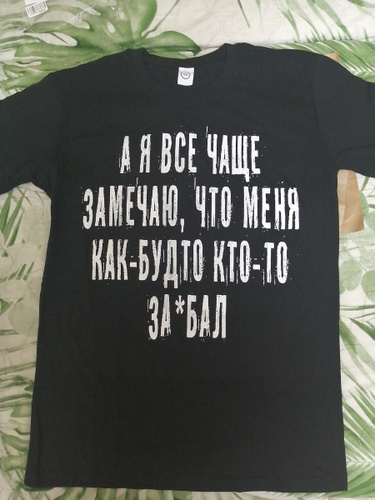 А Я ВСЕ ЧАЩЕ
ЗАМЕЧАЮ, ЧТО МЕНЯ
КАК-БУДТО КТО-ТО
ЗА*БАЛ